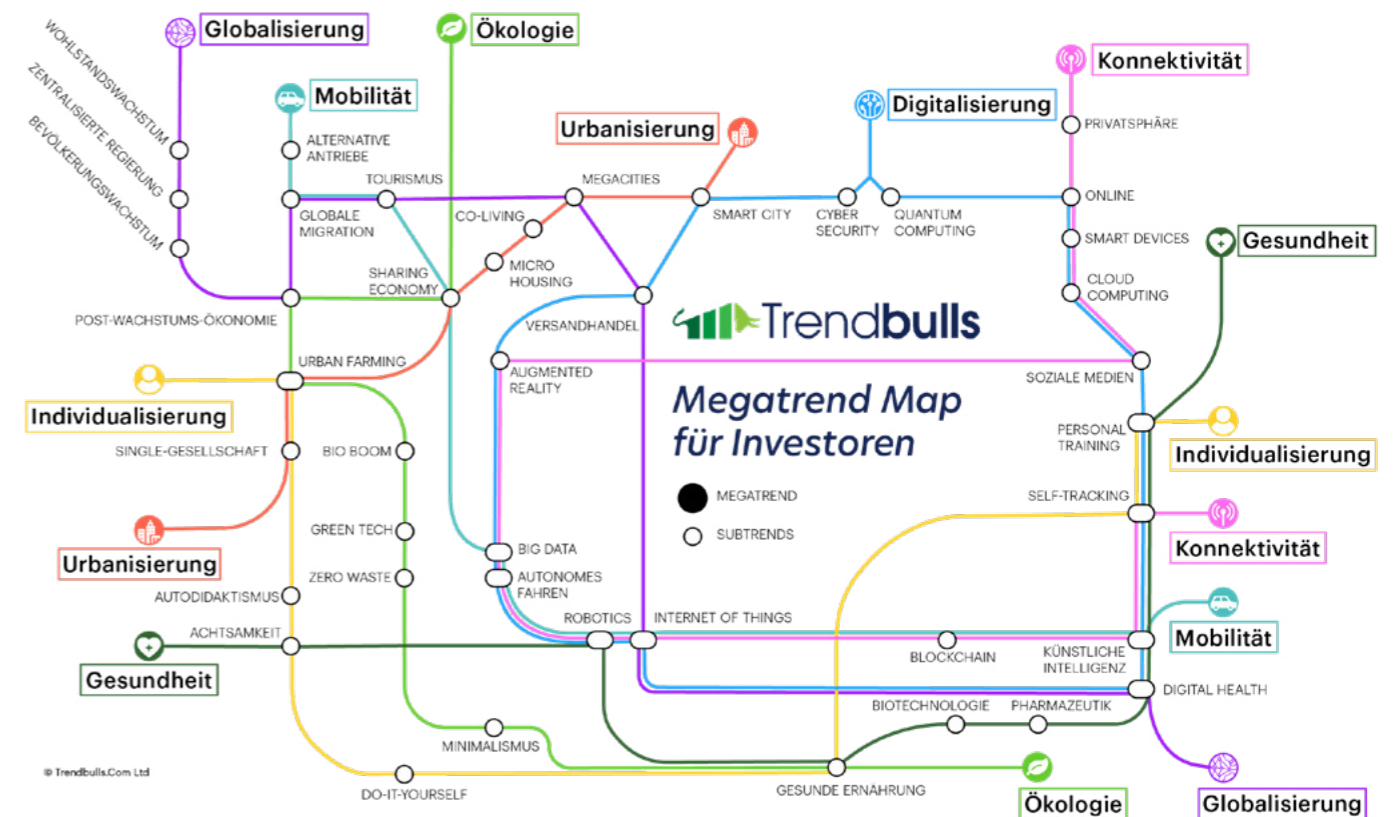 Globalisierung
Ökologie
Konnektivität
Mobilität
Digitalisierung
Urbanisierung
WOHLSTANDSWACHSTUM
ZENTRALISIERTE REGIERUNG
BEVÖLKERUNGSWACHSTUM
ALTERNATIVE
ANTRIEBE
PRIVATSPHÄRE
TOURISMUS
MEGACITIES
GLOBALE
MIGRATION
CO-LIVING
SMART CITY
CYBER
SECURITY
QUANTUM
COMPUTING
ONLINE
SMART DEVICES
Gesundheit
SHARING
ECONOMY
MICRO
HOUSING
CLOUD
COMPUTING
POST-WACHSTUMS-ÖKONOMIE
VERSANDHANDEL
Trendbulls
URBAN FARMING
AUGMENTED
REALITY
SOZIALE MEDIEN
Megatrend Map
für Investoren
Individualisierung
PERSONAL
TRAINING
Individualisierung
SINGLE-GESELLSCHAFT
BIO BOOM
MEGATREND
SELF-TRACKING
SUBTRENDS
GREEN TECH
Konnektivität
Urbanisierung
BIG DATA
ZERO WASTE
AUTONOMES
FAHREN
AUTODIDAKTISMUS
ROBOTICS
INTERNET OF THINGS
ACHTSAMKEIT
Mobilität
BLOCKCHAIN
KÜNSTLICHE
INTELLIGENZ
Gesundheit
DIGITAL HEALTH
BIOTECHNOLOGIE
PHARMAZEUTIK
MINIMALISMUS
© Trendbulls.Com Ltd
DO-IT-YOURSELF
GESUNDE ERNÄHRUNG
Ökologie
Globalisierung